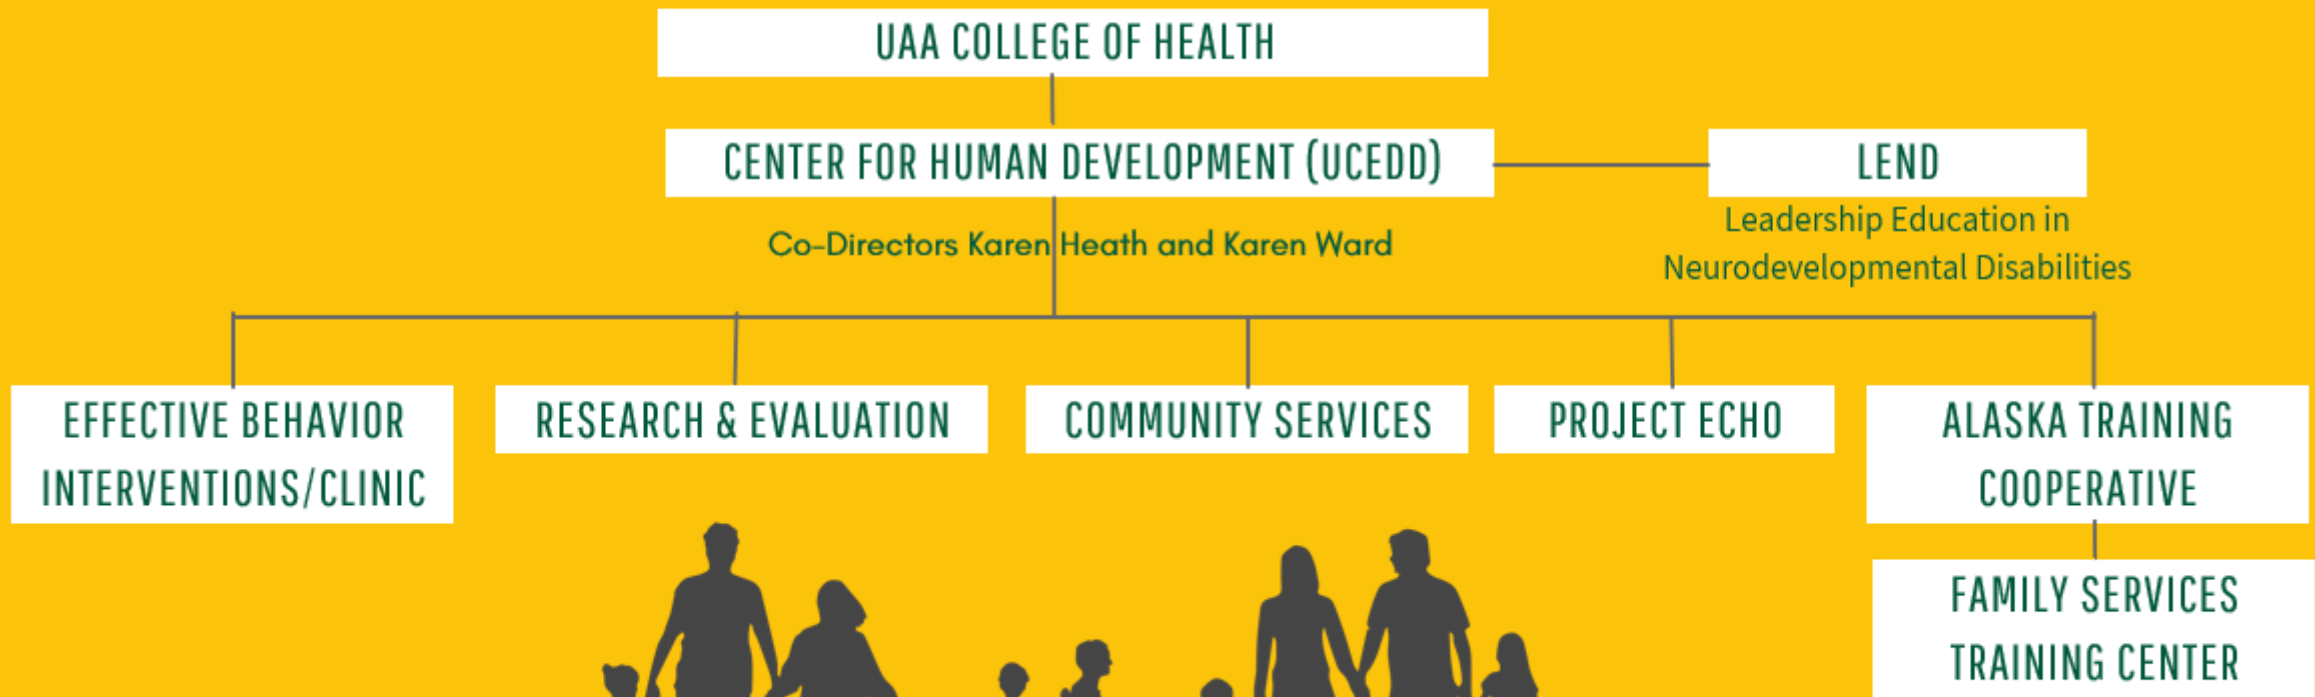 UAA COLLEGE OF HEALTH
CENTER FOR HUMAN DEVELOPMENT (UCEDD)
LEND
Leadership Education in
Neurodevelopmental Disabilities
Co-Directors Karen Heath and Karen Ward
EFFECTIVE BEHAVIOR
INTERVENTIONS/CLINIC
RESEARCH & EVALUATION
COMMUNITY SERVICES
PROJECT ECHO
ALASKA TRAINING
COOPERATIVE
FAMILY SERVICES
TRAINING CENTER